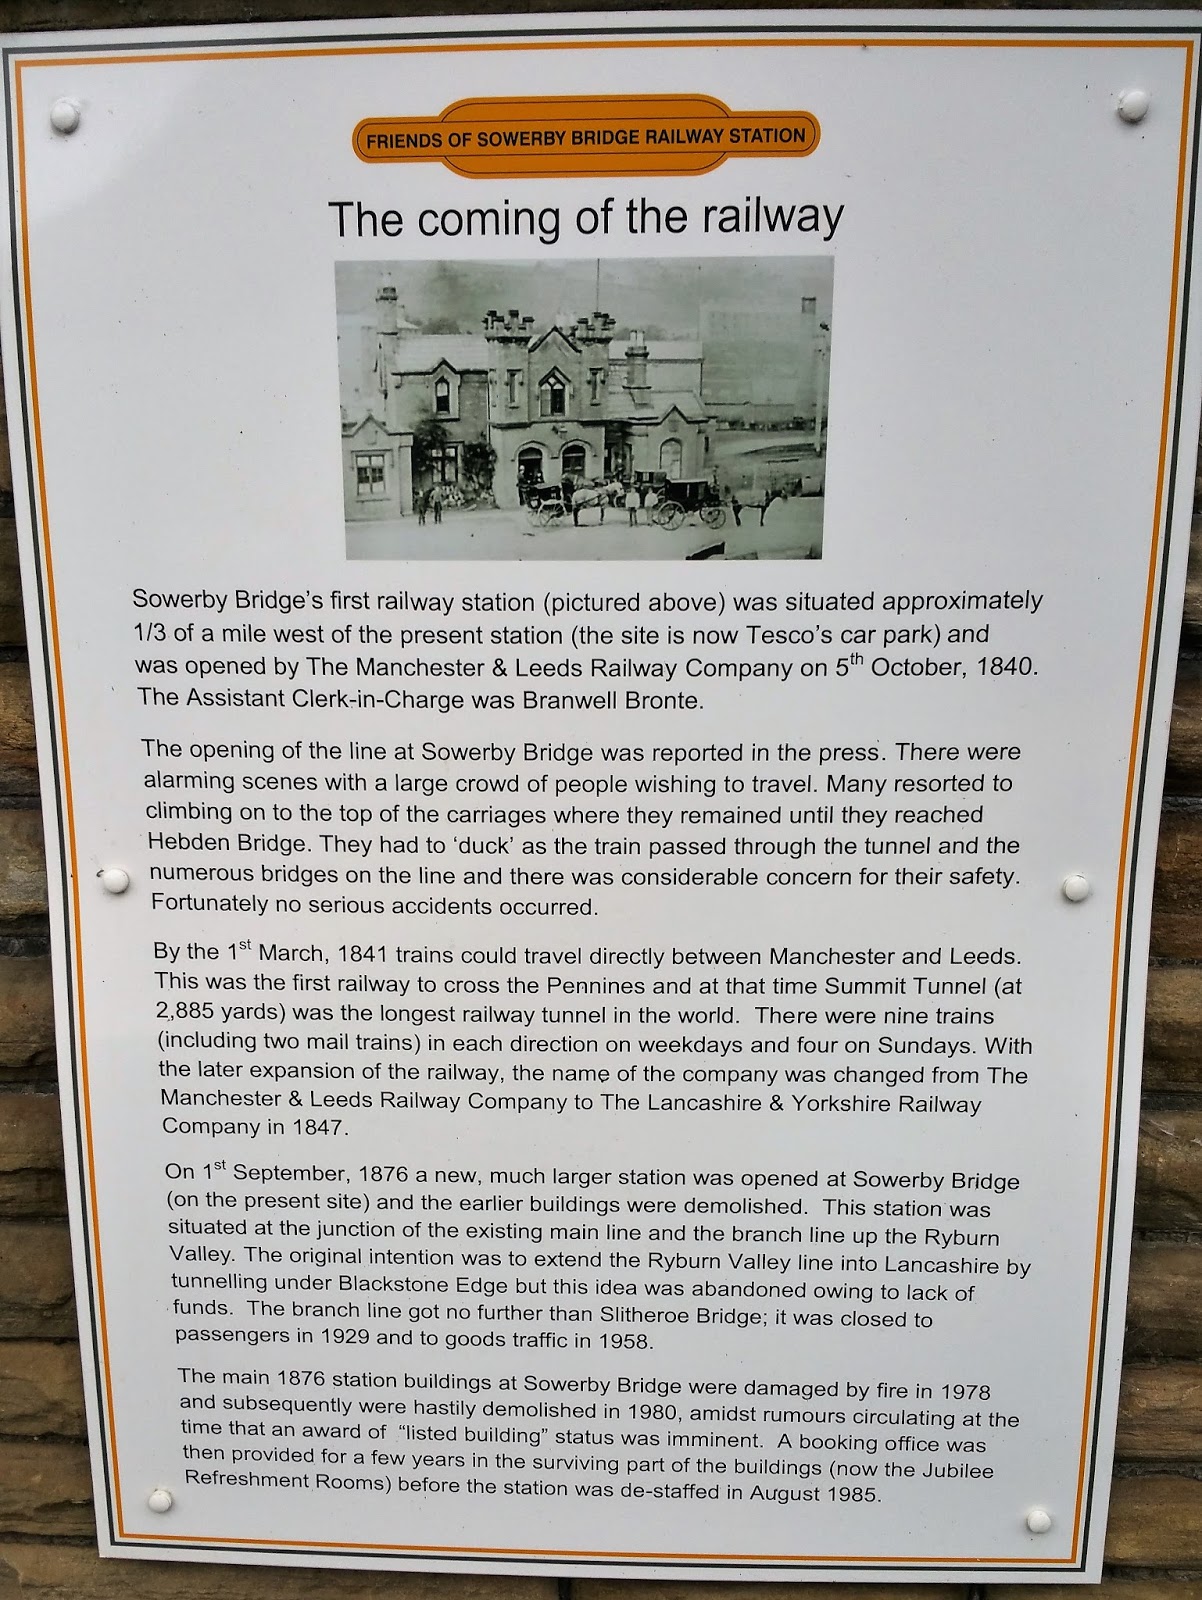 FRIENDS OF SOWERBY BRIDGE RAILWAY STATION
The coming of the railway
Sowerby Bridge's first railway station (pictured above) was situated approximately
1/3 of a mile west of the present station (the site is now Tesco's car park) and
was opened by The Manchester & Leeds Railway Company on 5th October, 1840.
The Assistant Clerk-in-Charge was Branwell Bronte.
The opening of the line at Sowerby Bridge was reported in the press. There were
alarming scenes with a large crowd of people wishing to travel. Many resorted to
climbing on to the top of the carriages where they remained until they reached
Hebden Bridge. They had to 'duck' as the train passed through the tunnel and the
numerous bridges on the line and there was considerable concern for their safety.
Fortunately no serious accidents occurred.
By the 1st March, 1841 trains could travel directly between Manchester and Leeds.
This was the first railway to cross the Pennines and at that time Summit Tunnel (at
2,885 yards) was the longest railway tunnel in the world. There were nine trains
(including two mail trains) in each direction on weekdays and four on Sundays. With
the later expansion of the railway, the name of the company was changed from The
Manchester & Leeds Railway Company to The Lancashire & Yorkshire Railway
Company in 1847.
On 1st September, 1876 a new, much larger station was opened at Sowerby Bridge
(on the present site) and the earlier buildings were demolished. This station was
situated at the junction of the existing main line and the branch line up the Ryburn
Valley. The original intention was to extend the Ryburn Valley line into Lancashire by
tunnelling under Blackstone Edge but this idea was abandoned owing to lack of
funds. The branch line got no further than Slitheroe Bridge; it was closed to
passengers in 1929 and to goods traffic in 1958.
The main 1876 station buildings at Sowerby Bridge were damaged by fire in 1978
and subsequently were hastily demolished in 1980, amidst rumours circulating at the
time that an award of "listed building" status was imminent. A booking office was
then provided for a few years in the surviving part of the buildings (now the Jubilee
Refreshment Rooms) before the station was de-staffed in August 1985.